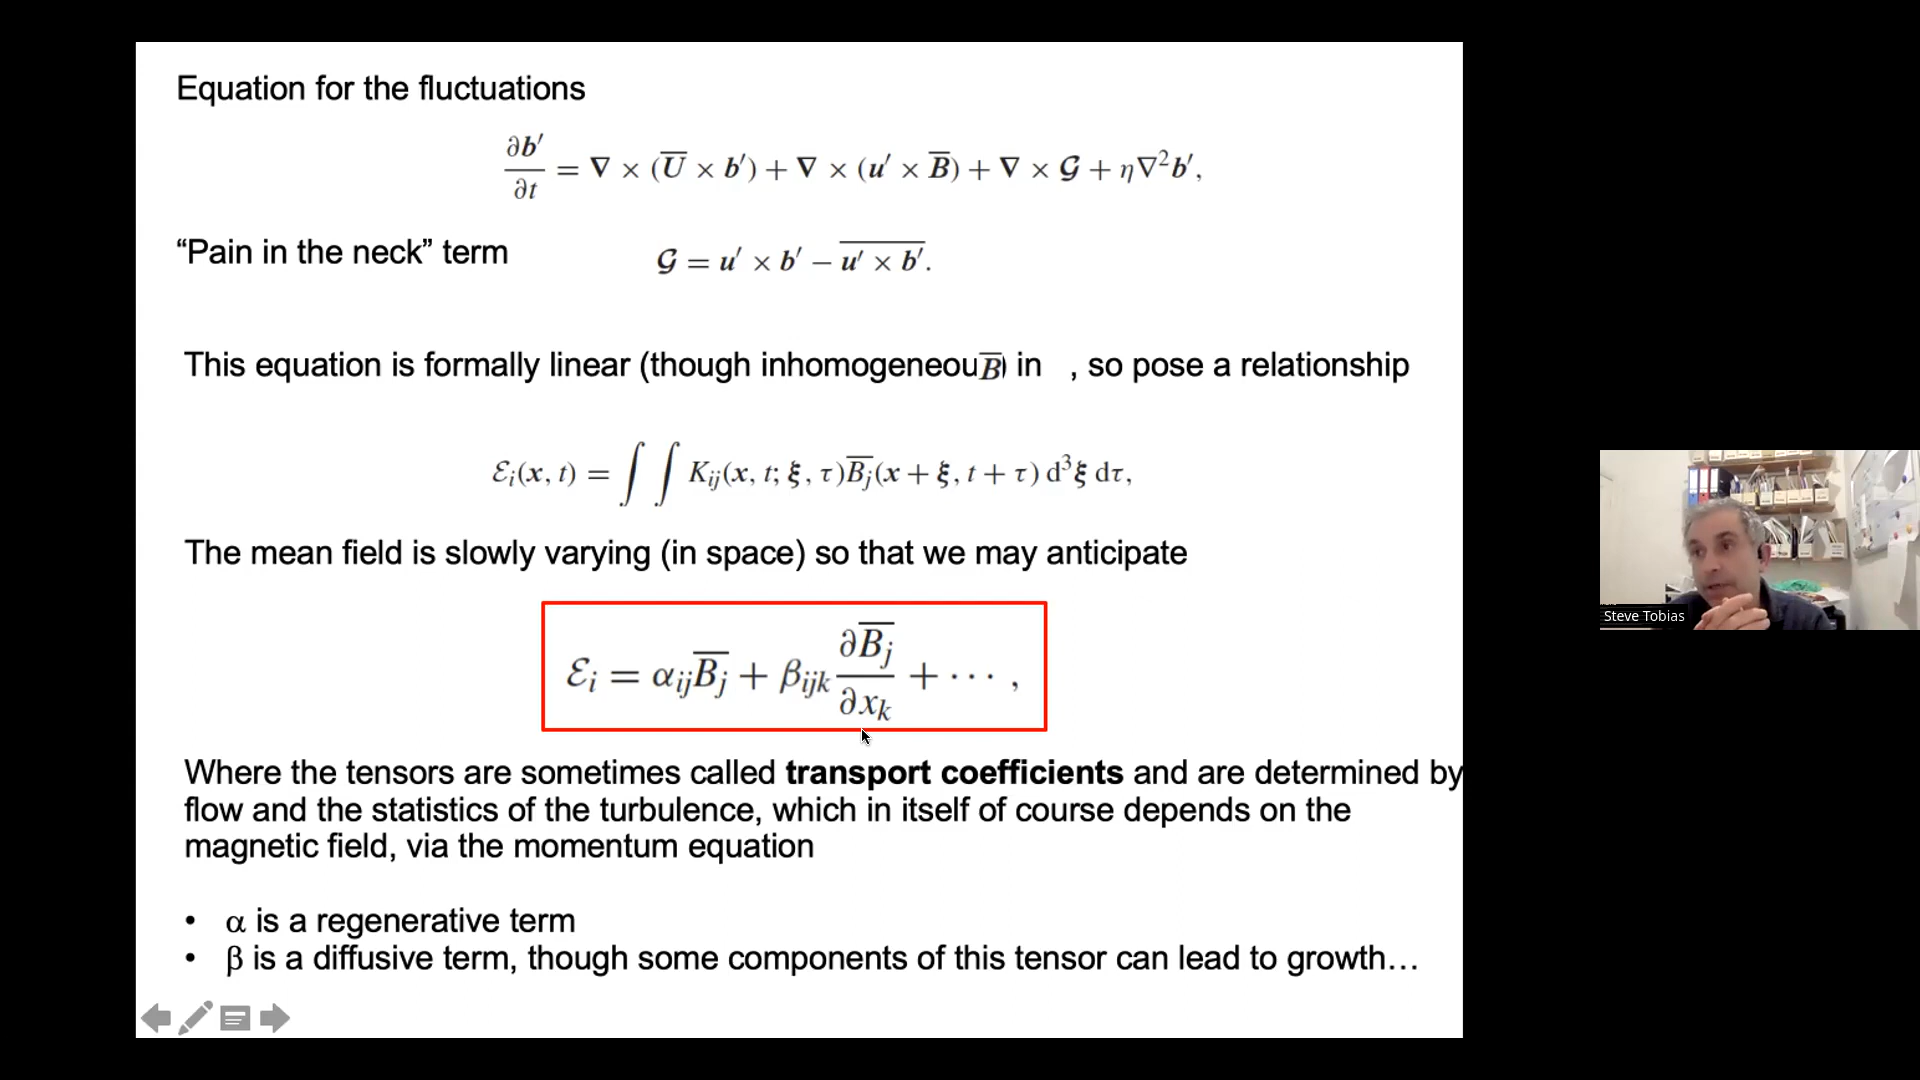 Equation for the fluctuations
∂b′/∂t = ∇ × (U̅ × b′) + ∇ × (u′ × B̅) + ∇ × 𝓖 + η∇²b′,
“Pain in the neck” term
𝓖 = u′ × b′ − \overline{u′ × b′}.
This equation is formally linear (though inhomogeneou B̅) in , so pose a relationship
ℰᵢ(x, t) = ∫ ∫ Kᵢⱼ(x, t; ξ, τ)B̅ⱼ(x + ξ, t + τ) d³ξ dτ,
The mean field is slowly varying (in space) so that we may anticipate
ℰᵢ = αᵢⱼB̅ⱼ + βᵢⱼₖ ∂B̅ⱼ/∂xₖ + ··· ,
Where the tensors are sometimes called transport coefficients and are determined by
flow and the statistics of the turbulence, which in itself of course depends on the
magnetic field, via the momentum equation
• α is a regenerative term
• β is a diffusive term, though some components of this tensor can lead to growth…
Steve Tobias